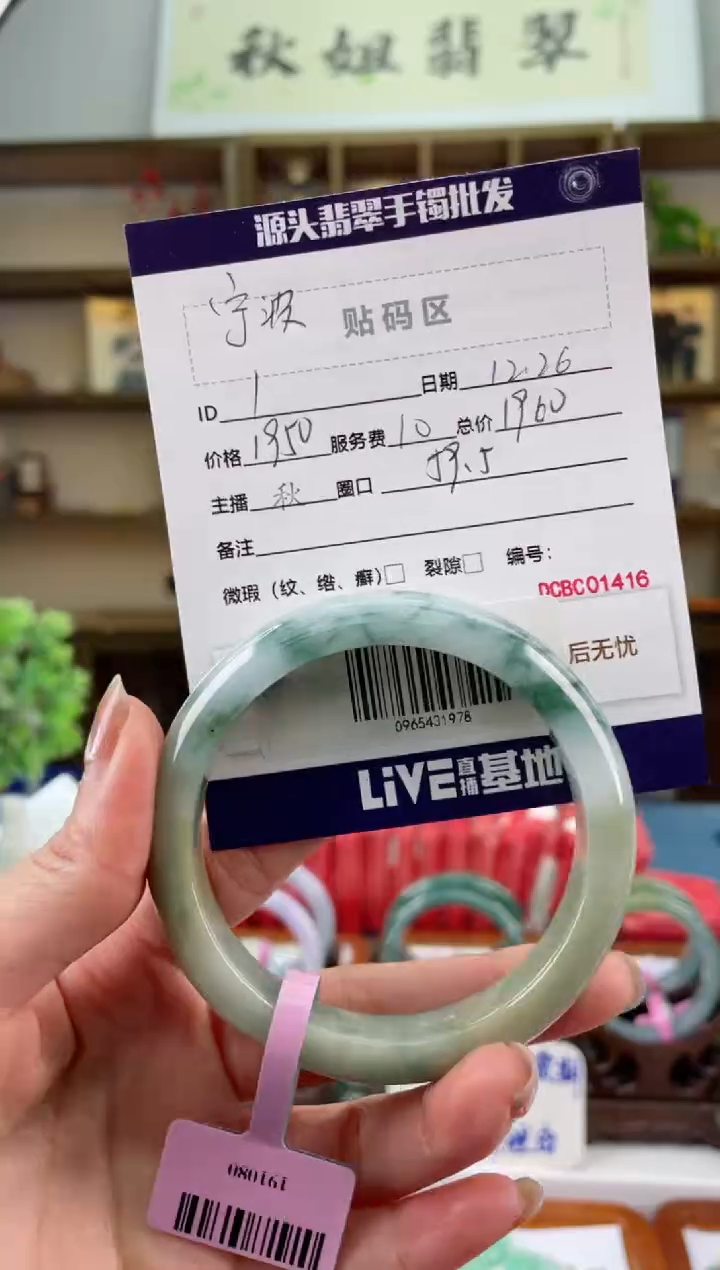 秋姐翡翠
源头翡翠手镯批发
宁波 贴码区
ID 1 日期 12.26
价格 1950 服务费 10 总价 1960
主播 秋 圈口 59.5
备注
微瑕（纹、绺、癣）□ 裂隙□ 编号：
DCBC01416
后无忧
0965431978
LiVE直播基地
191080